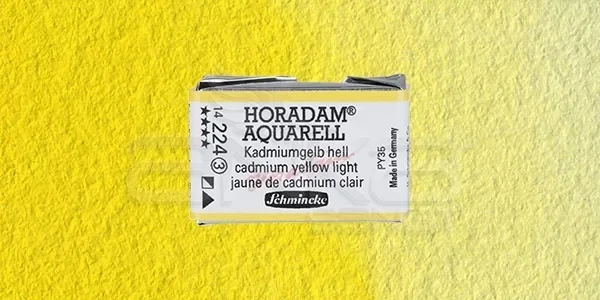 HORADAM®
AQUARELL
Kadmiumgelb hell
cadmium yellow light
jaune de cadmium clair
Schmincke
14
★★★★
224
3
PY35
Made in Germany